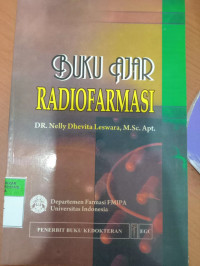 BUKU AJAR
RADIOFARMASI
DR. Nelly Dhevita Leswara, M.Sc. Apt.
Departemen Farmasi FMIPA
Universitas Indonesia
PENERBIT BUKU KEDOKTERAN EGC